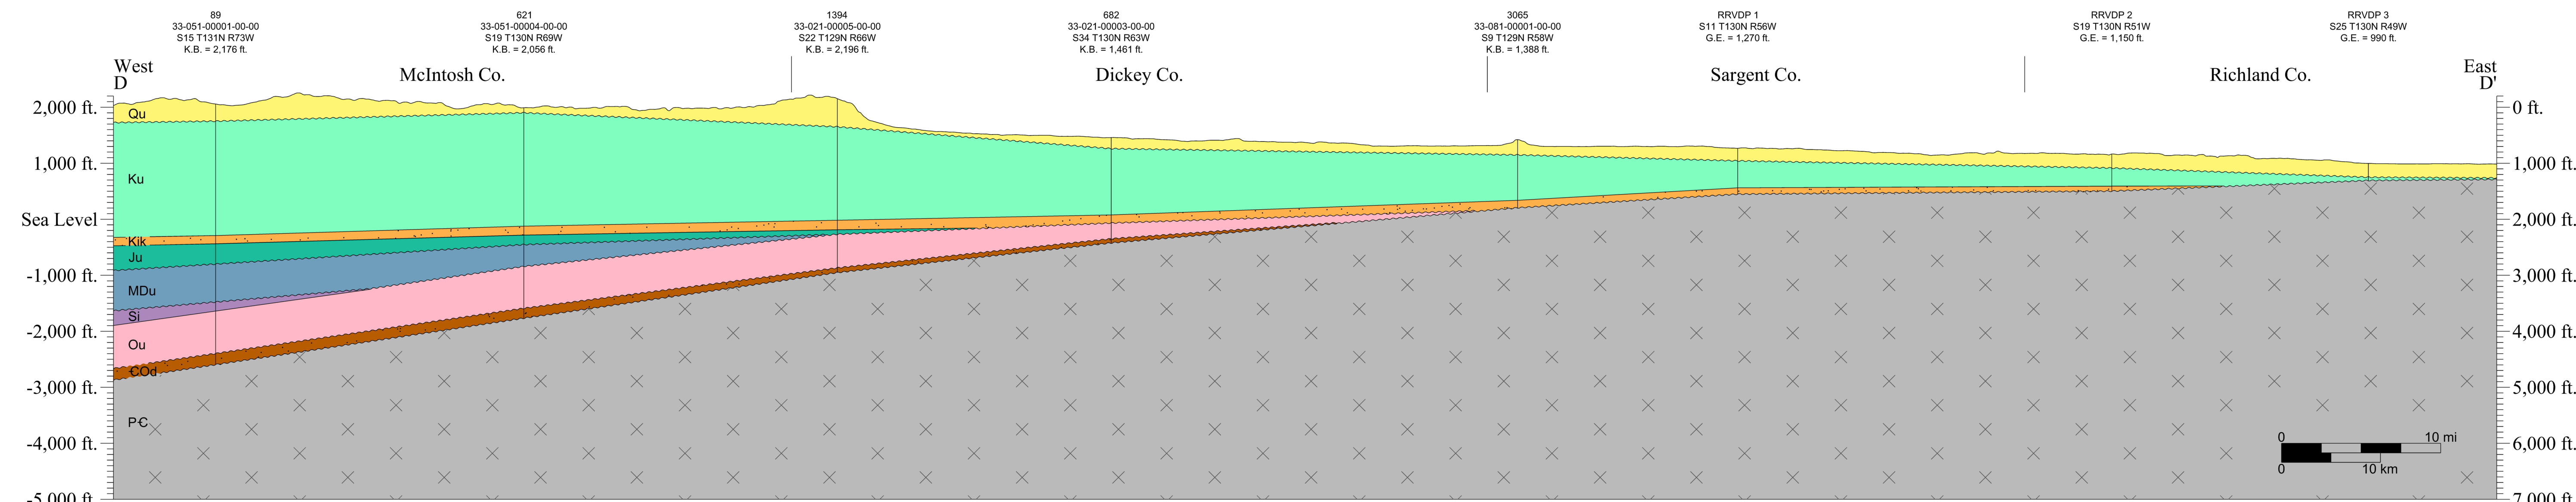 89
33-051-00001-00-00
S15 T131N R73W
K.B. = 2,176 ft.
621
33-051-00004-00-00
S19 T130N R69W
K.B. = 2,056 ft.
1394
33-021-00005-00-00
S22 T129N R66W
K.B. = 2,196 ft.
682
33-021-00003-00-00
S34 T130N R63W
K.B. = 1,461 ft.
3065
33-081-00001-00-00
S9 T129N R58W
K.B. = 1,388 ft.
RRVDP 1
S11 T130N R56W
G.E. = 1,270 ft.
RRVDP 2
S19 T130N R51W
G.E. = 1,150 ft.
RRVDP 3
S25 T130N R49W
G.E. = 990 ft.
West
D
McIntosh Co.
Dickey Co.
Sargent Co.
Richland Co.
East
D'
2,000 ft.
1,000 ft.
Sea Level
-1,000 ft.
-2,000 ft.
-3,000 ft.
-4,000 ft.
-5,000 ft.
Qu
Ku
Kik
Ju
MDu
Si
Ou
ꞒOd
PꞒ
0 ft.
1,000 ft.
2,000 ft.
3,000 ft.
4,000 ft.
5,000 ft.
6,000 ft.
7,000 ft.
0 10 mi
0 10 km